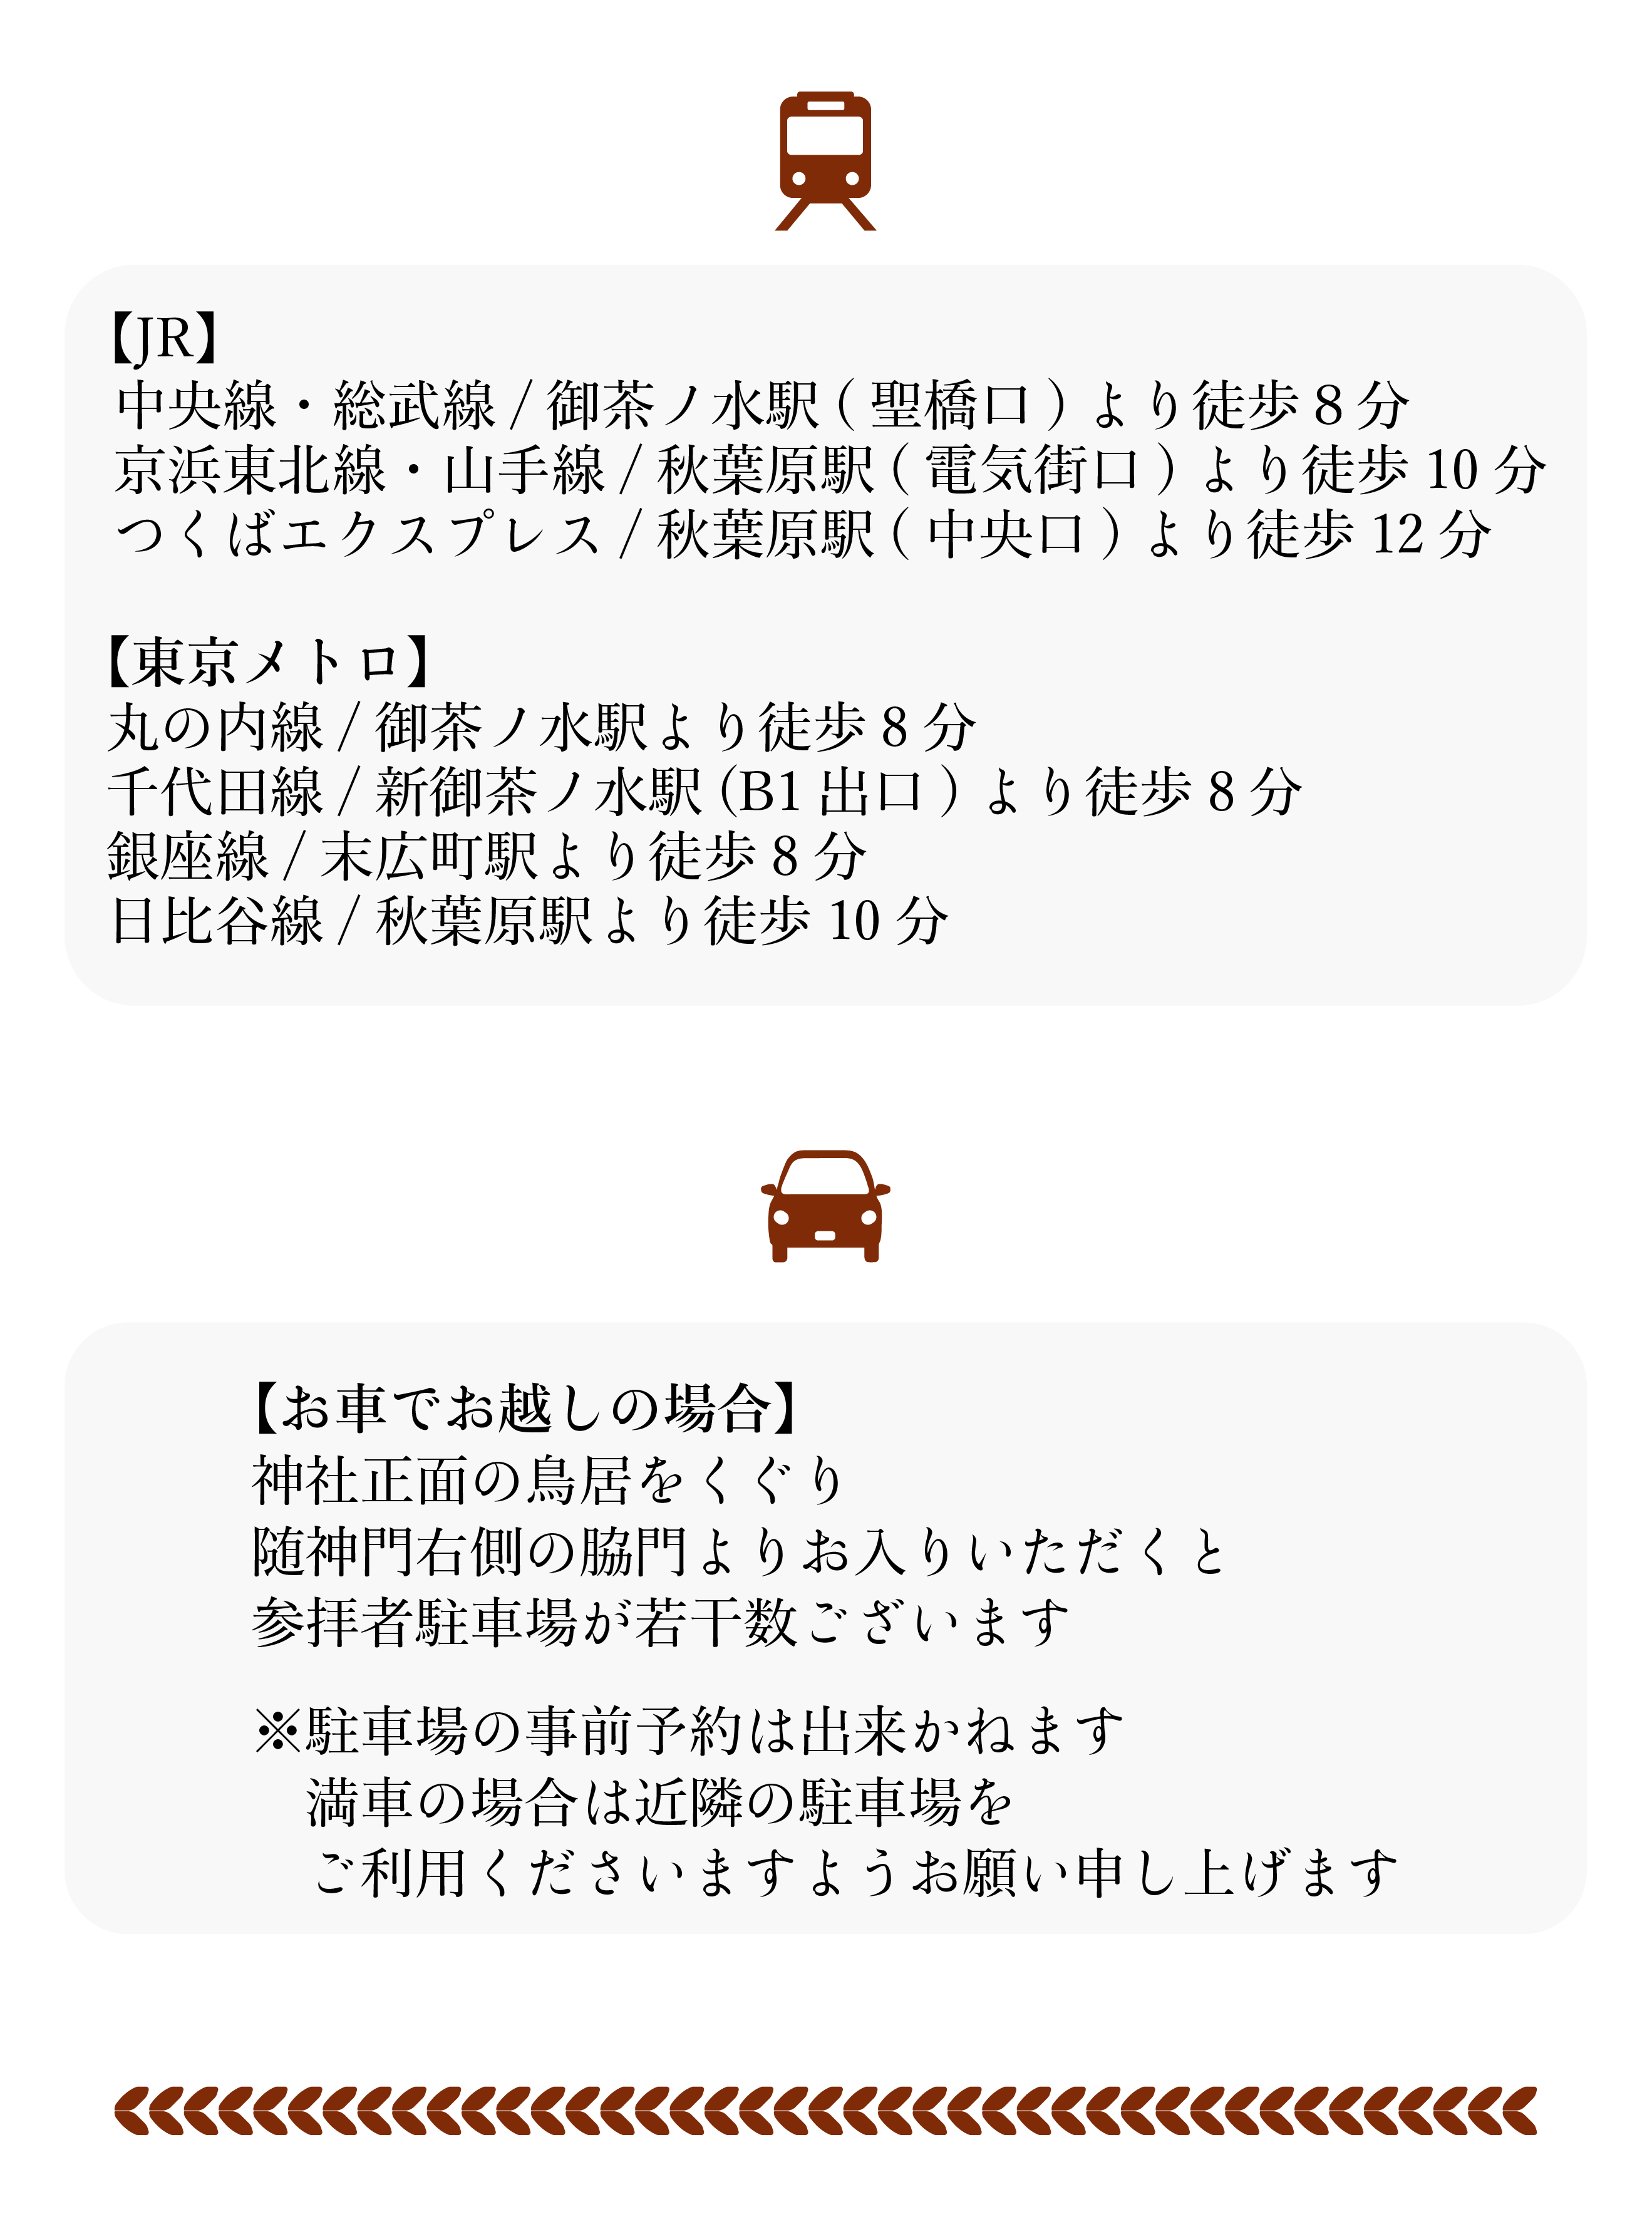 【JR】
中央線・総武線 / 御茶ノ水駅 ( 聖橋口 ) より徒歩 8 分
京浜東北線・山手線 / 秋葉原駅 ( 電気街口 ) より徒歩 10 分
つくばエクスプレス / 秋葉原駅 ( 中央口 ) より徒歩 12 分
【東京メトロ】
丸の内線 / 御茶ノ水駅より徒歩 8 分
千代田線 / 新御茶ノ水駅 (B1 出口 ) より徒歩 8 分
銀座線 / 末広町駅より徒歩 8 分
日比谷線 / 秋葉原駅より徒歩 10 分
【お車でお越しの場合】
神社正面の鳥居をくぐり
随神門右側の脇門よりお入りいただくと
参拝者駐車場が若干数ございます
※駐車場の事前予約は出来かねます
満車の場合は近隣の駐車場を
ご利用くださいますようお願い申し上げます